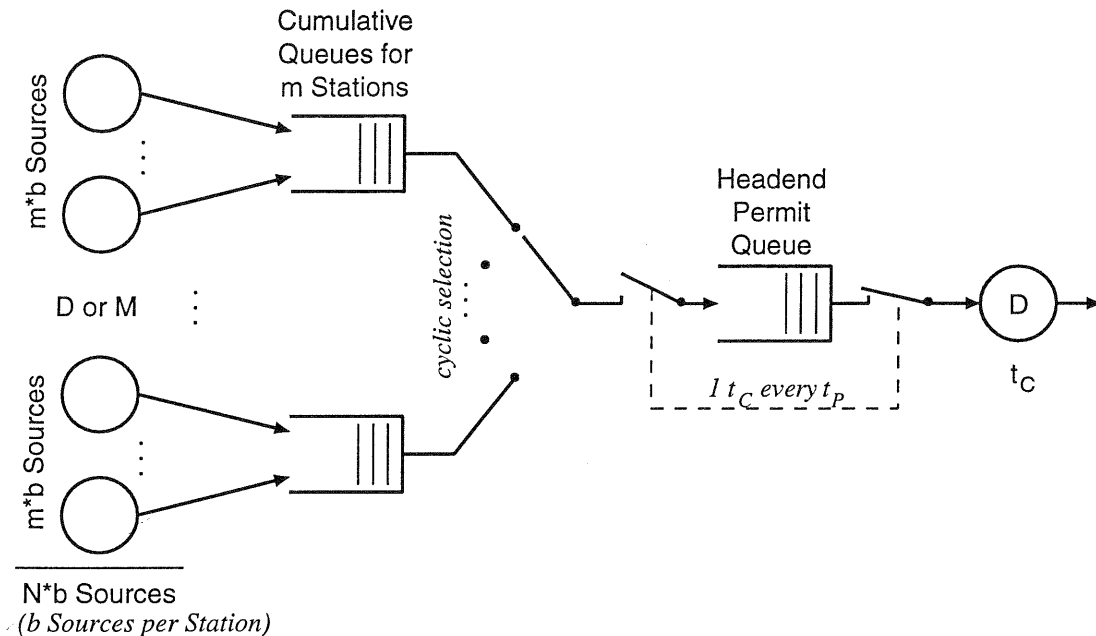 Cumulative
Queues for
m Stations
m*b Sources
Headend
Permit
Queue
cyclic selection
D or M
D
1 t_C every t_P
t_C
m*b Sources
N*b Sources
(b Sources per Station)